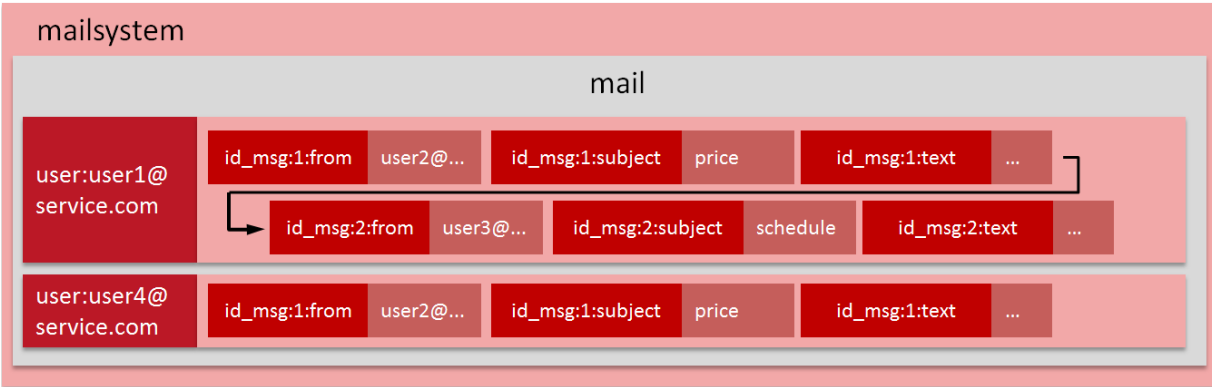 mailsystem
mail
user:user1@
service.com
id_msg:1:from user2@... id_msg:1:subject price id_msg:1:text ...
id_msg:2:from user3@... id_msg:2:subject schedule id_msg:2:text ...
user:user4@
service.com
id_msg:1:from user2@... id_msg:1:subject price id_msg:1:text ...